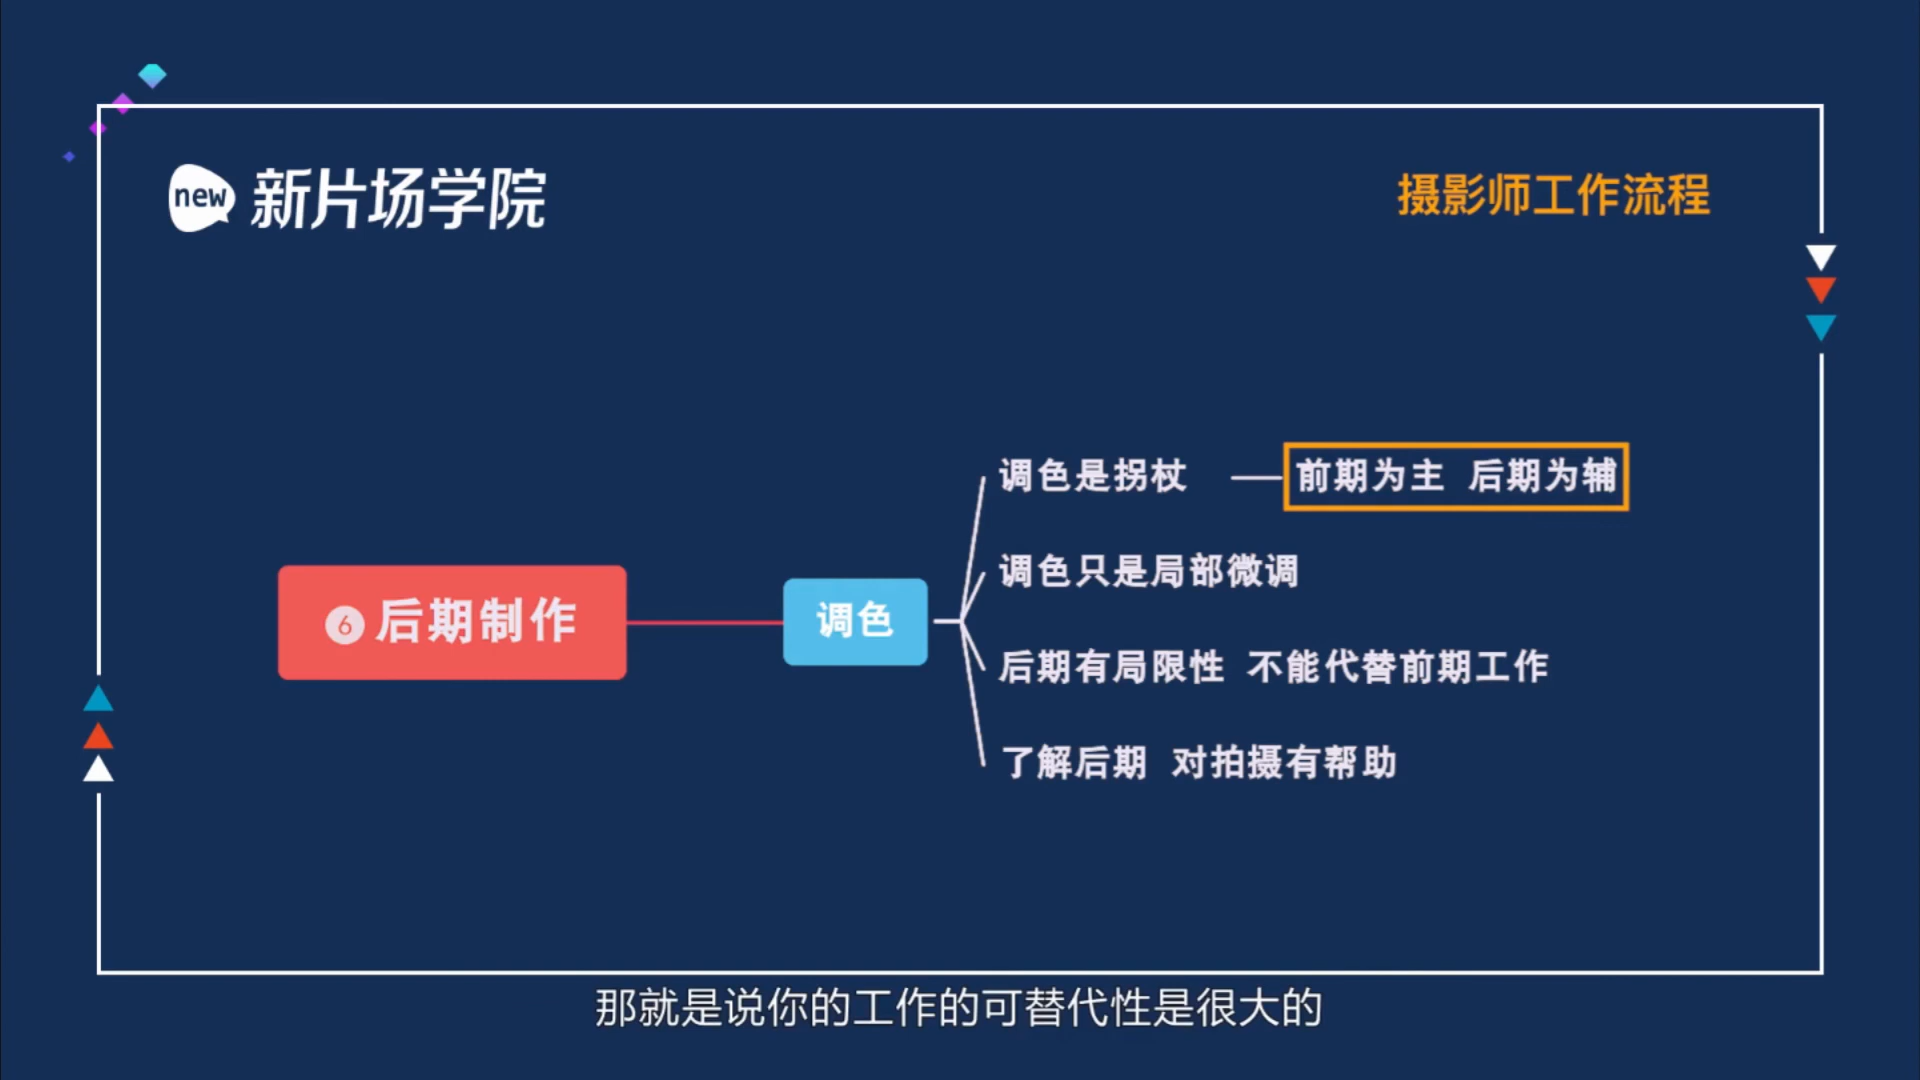 new 新片场学院
摄影师工作流程
调色是拐杖 前期为主 后期为辅
调色只是局部微调
6 后期制作 调色
后期有局限性 不能代替前期工作
了解后期 对拍摄有帮助
那就是说你的工作的可替代性是很大的